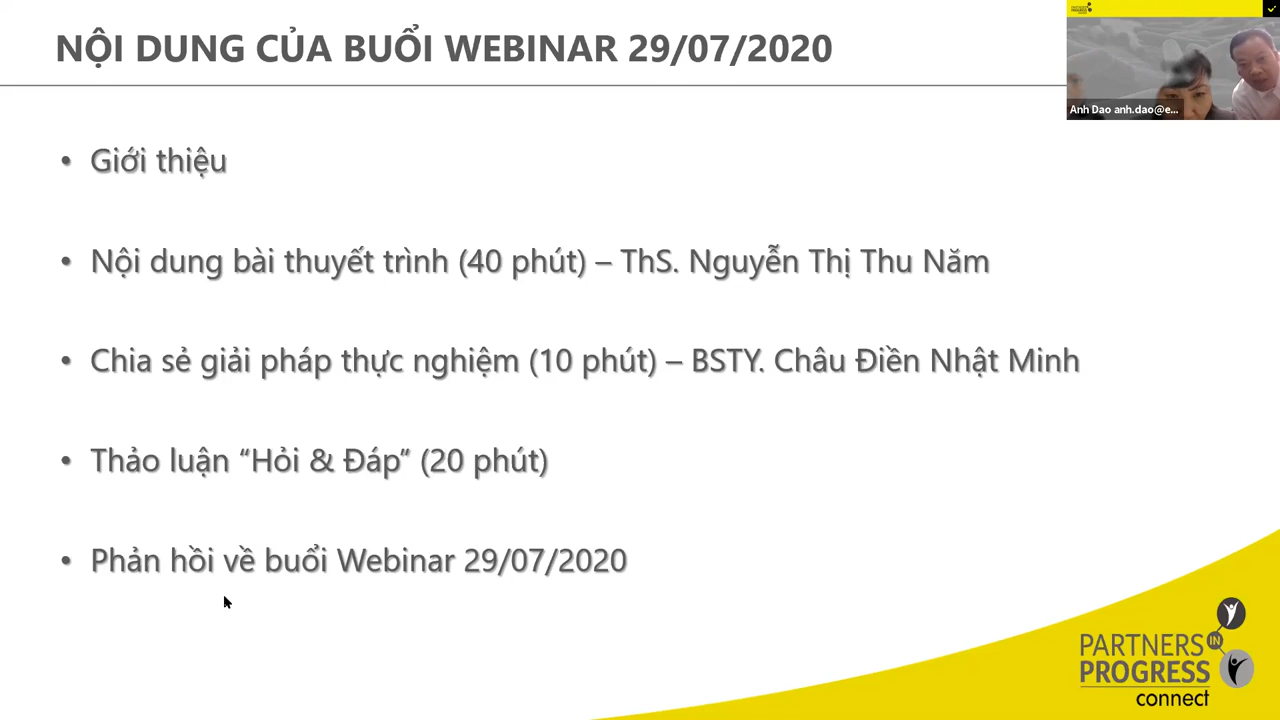 NỘI DUNG CỦA BUỔI WEBINAR 29/07/2020
Anh Dao anh.dao@e...
• Giới thiệu
• Nội dung bài thuyết trình (40 phút) – ThS. Nguyễn Thị Thu Năm
• Chia sẻ giải pháp thực nghiệm (10 phút) – BSTY. Châu Điền Nhật Minh
• Thảo luận “Hỏi & Đáp” (20 phút)
• Phản hồi về buổi Webinar 29/07/2020
PARTNERS IN
PROGRESS
connect